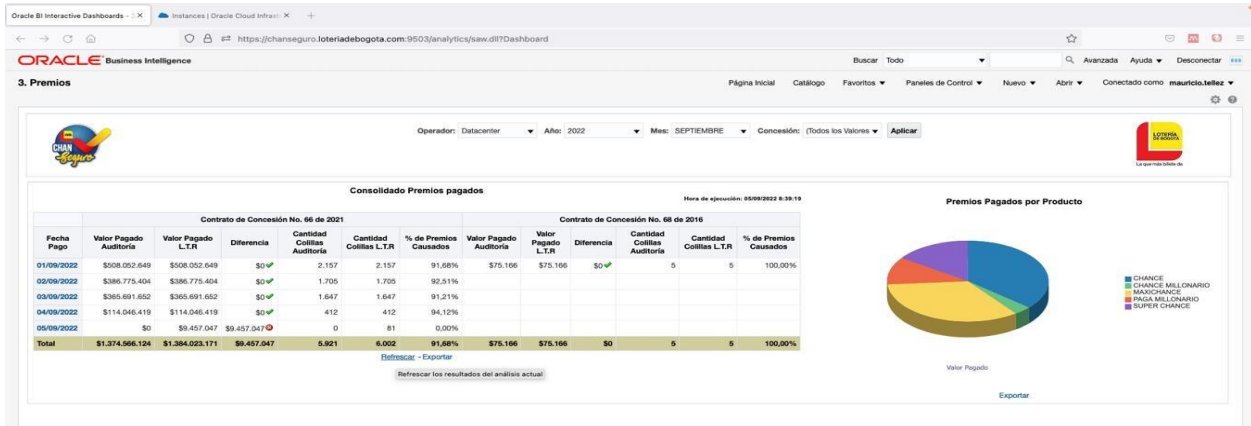 Oracle BI Interactive Dashboards - 3
Instances | Oracle Cloud Infrast
https://chanseguro.loteriadebogota.com:9503/analytics/saw.dll?Dashboard
ORACLE Business Intelligence
Buscar Todo Avanzada Ayuda Desconectar
3. Premios
Página Inicial Catálogo Favoritos Paneles de Control Nuevo Abrir Conectado como mauricio.tellez
CHAN Seguro
Operador: Datacenter Año: 2022 Mes: SEPTIEMBRE Concesión: (Todos los Valores Aplicar
LOTERÍA DE BOGOTÁ
Consolidado Premios pagados
Hora de ejecución: 05/09/2022 8:39:19
Contrato de Concesión No. 66 de 2021 Contrato de Concesión No. 68 de 2016
Fecha Pago Valor Pagado Auditoría Valor Pagado L.T.R Diferencia Cantidad Colillas Auditoría Cantidad Colillas L.T.R % de Premios Causados Valor Pagado Auditoría Valor Pagado L.T.R Diferencia Cantidad Colillas Auditoría Cantidad Colillas L.T.R % de Premios Causados
01/09/2022 $508.052.649 $508.052.649 $0 2.157 2.157 91,68% $75.166 $75.166 $0 5 5 100,00%
02/09/2022 $386.775.404 $386.775.404 $0 1.705 1.705 92,51%
03/09/2022 $365.691.652 $365.691.652 $0 1.647 1.647 91,21%
04/09/2022 $114.046.419 $114.046.419 $0 412 412 94,12%
05/09/2022 $0 $9.457.047 $9.457.047 0 81 0,00%
Total $1.374.566.124 $1.384.023.171 $9.457.047 5.921 6.002 91,68% $75.166 $75.166 $0 5 5 100,00%
Refrescar - Exportar
Refrescar los resultados del análisis actual
Premios Pagados por Producto
CHANCE
CHANCE MILLONARIO
MAXICHANCE
PAGA MILLONARIO
SUPER CHANCE
Valor Pagado
Exportar